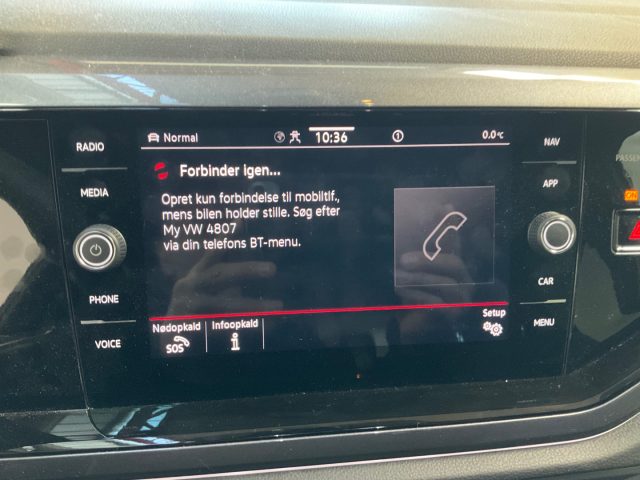 RADIO
MEDIA
PHONE
VOICE
Normal
10:36
0.0°C
Forbinder igen...
Opret kun forbindelse til mobiltlf.,
mens bilen holder stille. Søg efter
My VW 4807
via din telefons BT-menu.
Nødopkald
SOS
Infoopkald
Setup
NAV
APP
CAR
MENU